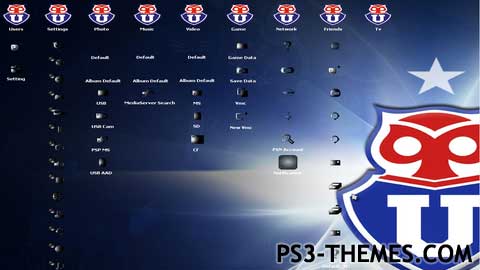 Users Settings Photo Music Video Game Network Friends Tv
Default Default Default Game Data
Setting
Album Default Album Default Album Default Save Data
USB MediaServer Search MS
USB Cam SD New Vmc
PSP MS CF PSP Account
USB AAD Notification
U
PS3-THEMES.COM